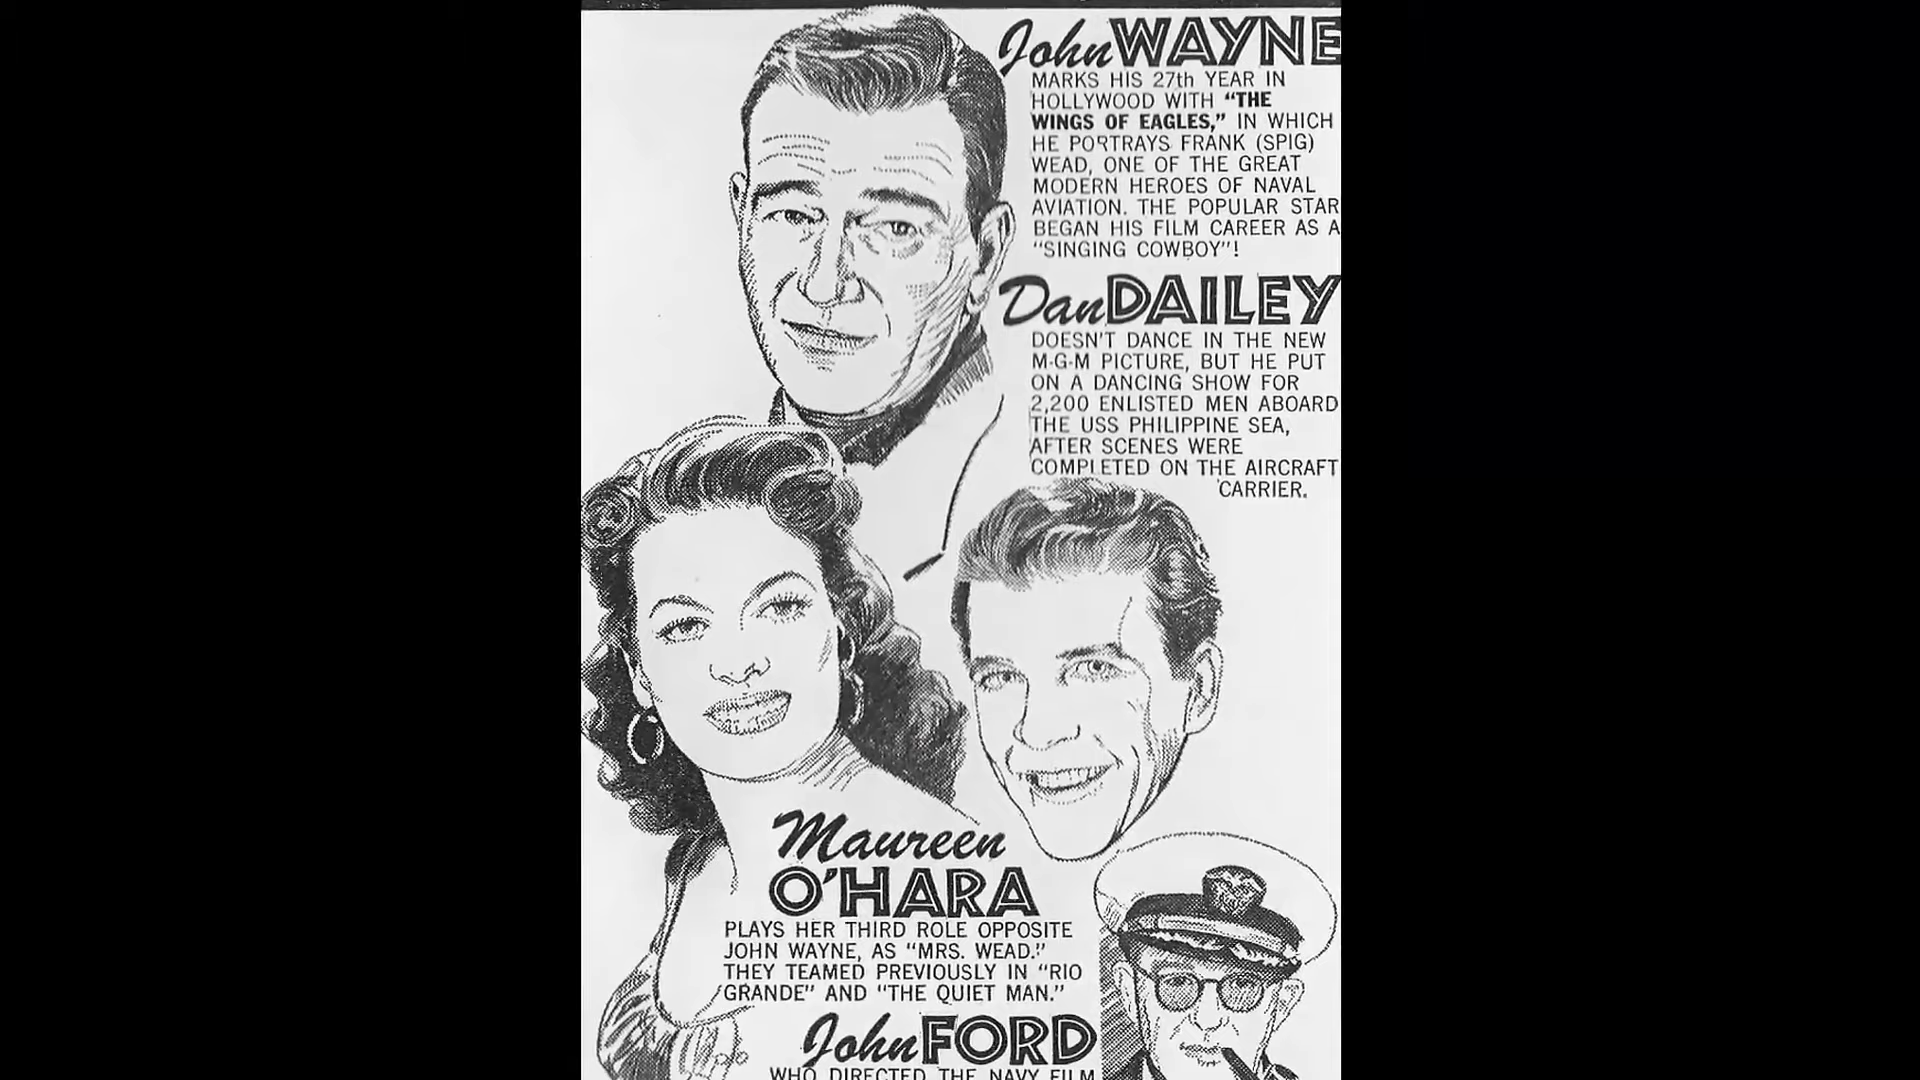 John WAYNE
MARKS HIS 27th YEAR IN
HOLLYWOOD WITH “THE
WINGS OF EAGLES,” IN WHICH
HE PORTRAYS FRANK (SPIG)
WEAD, ONE OF THE GREAT
MODERN HEROES OF NAVAL
AVIATION. THE POPULAR STAR
BEGAN HIS FILM CAREER AS A
“SINGING COWBOY”!
Dan DAILEY
DOESN'T DANCE IN THE NEW
M-G-M PICTURE, BUT HE PUT
ON A DANCING SHOW FOR
2,200 ENLISTED MEN ABOARD
THE USS PHILIPPINE SEA,
AFTER SCENES WERE
COMPLETED ON THE AIRCRAFT
CARRIER.
Maureen
O'HARA
PLAYS HER THIRD ROLE OPPOSITE
JOHN WAYNE, AS “MRS. WEAD.”
THEY TEAMED PREVIOUSLY IN “RIO
GRANDE” AND “THE QUIET MAN.”
John FORD
WHO DIRECTED THE NAVY FILM